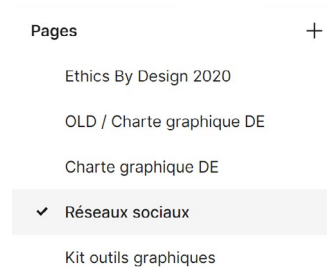 Pages
Ethics By Design 2020
OLD / Charte graphique DE
Charte graphique DE
Réseaux sociaux
Kit outils graphiques